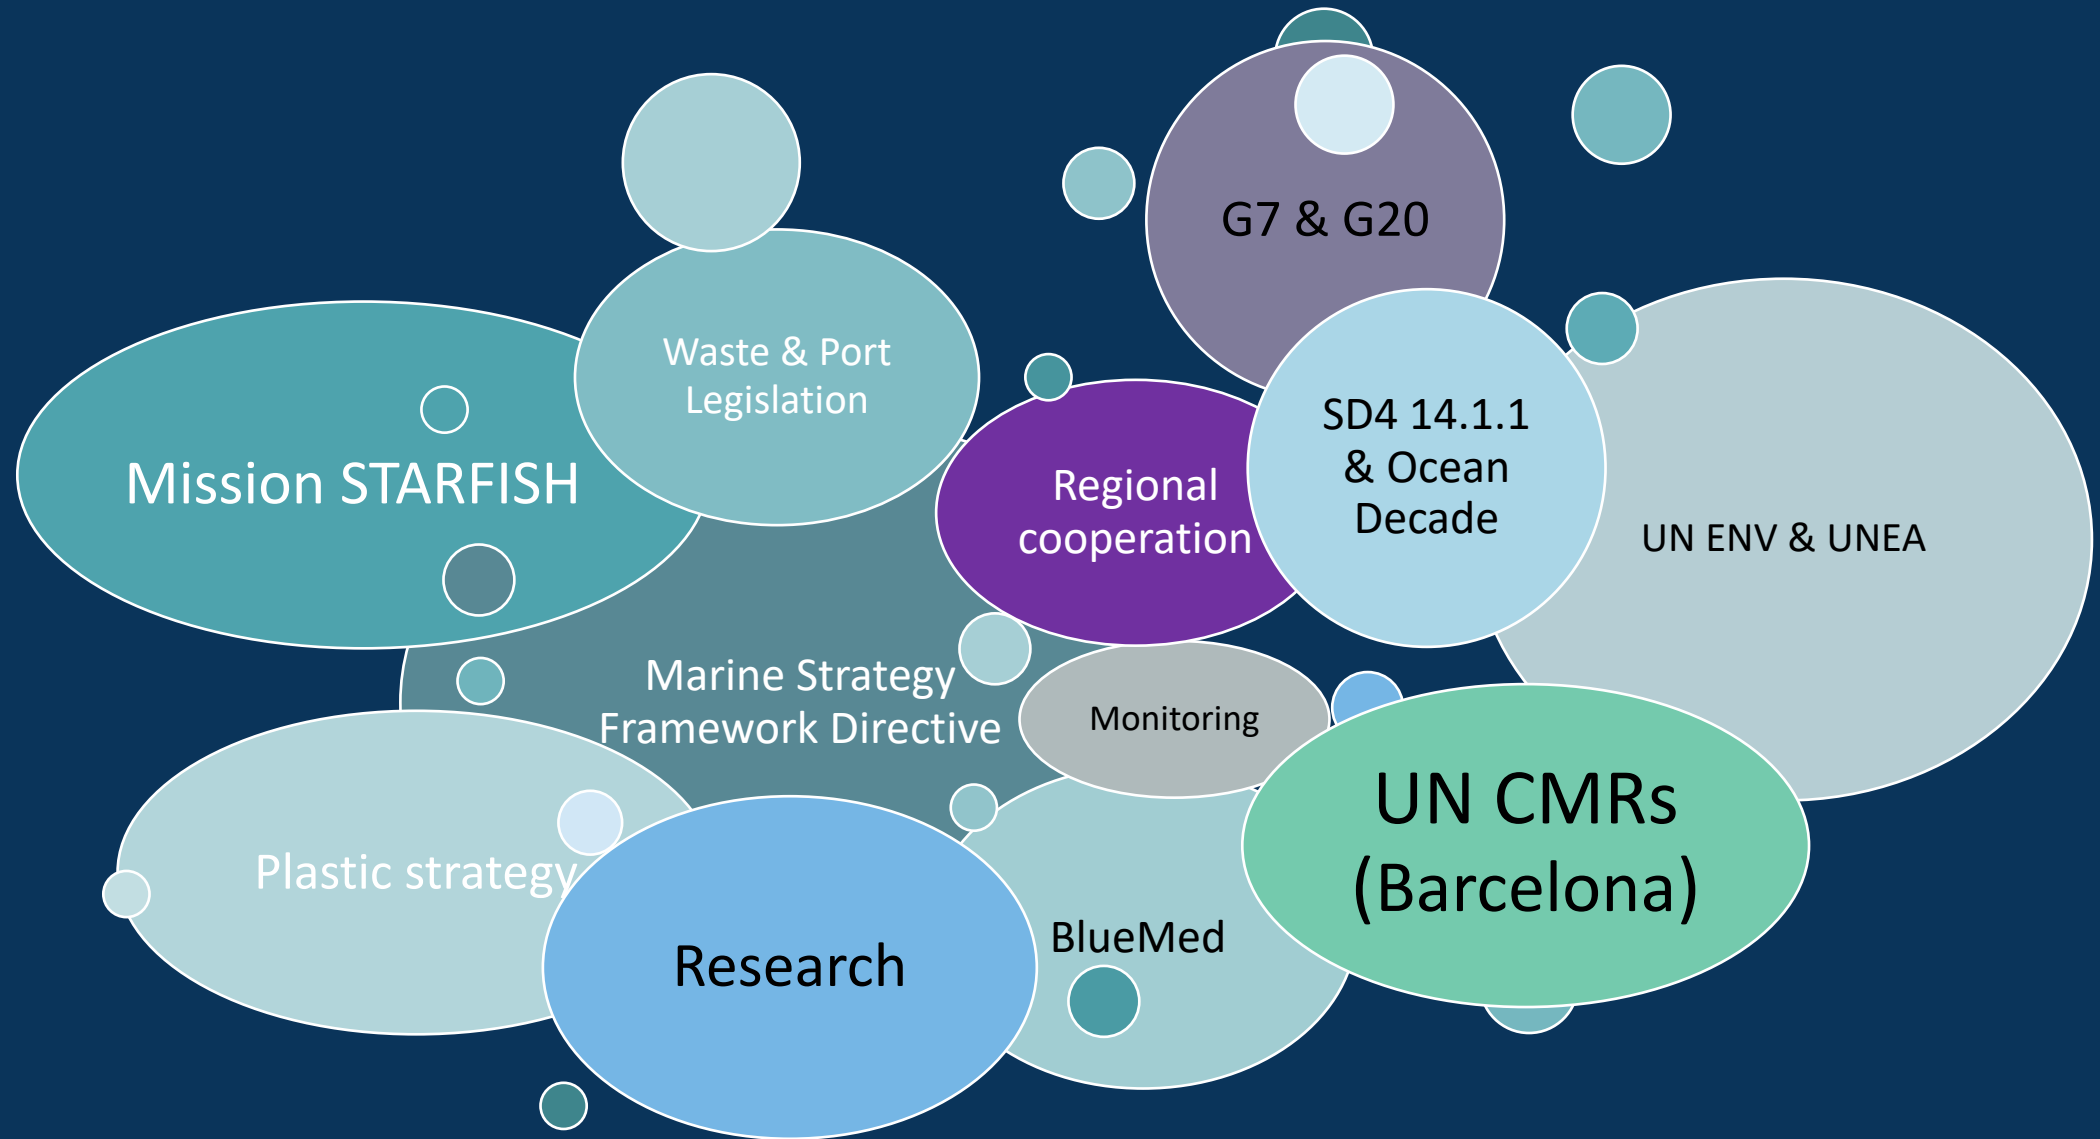 G7 & G20
Waste & Port
Legislation
Mission STARFISH
Regional
cooperation
SD4 14.1.1
& Ocean
Decade
UN ENV & UNEA
Marine Strategy
Framework Directive
Monitoring
UN CMRs
(Barcelona)
Plastic strategy
Research
BlueMed